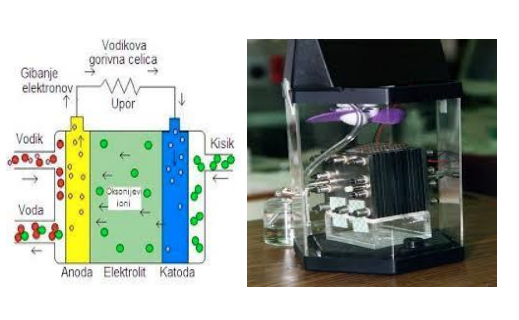 Vodikova
gorivna celica
Gibanje
elektronov
Upor
Vodik
Kisik
Oksonijevi
ioni
Voda
Anoda
Elektrolit
Katoda